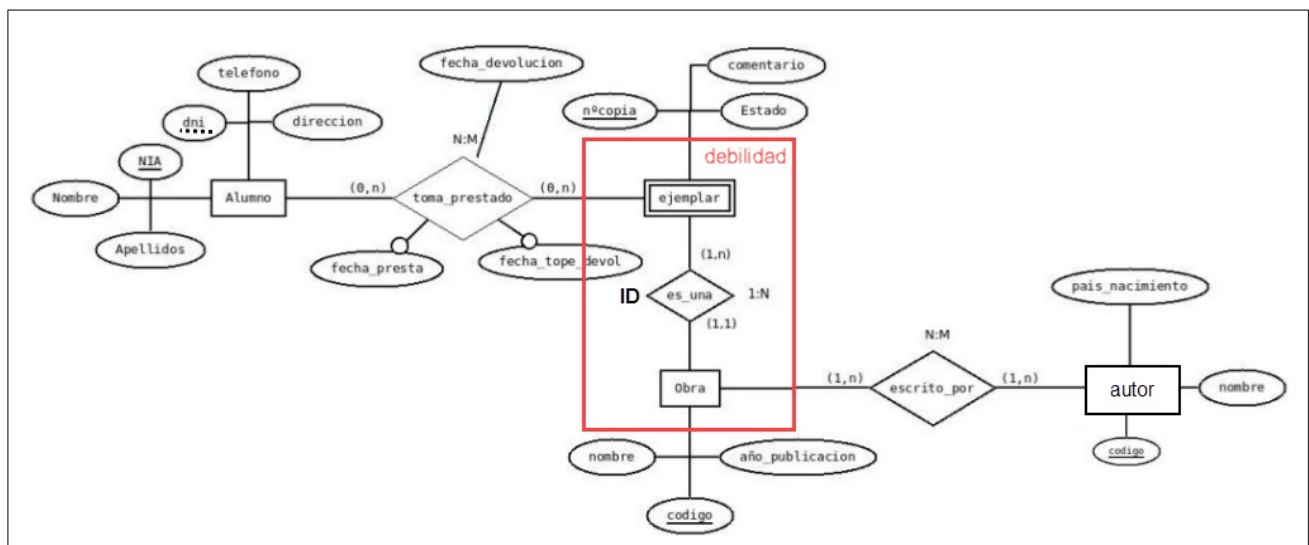 fecha_devolucion
comentario
telefono
nºcopia
Estado
dni
direccion
N:M
debilidad
NIA
Nombre
Alumno
(0,n)
toma_prestado
(0,n)
ejemplar
Apellidos
fecha_presta
fecha_tope_devol
(1,n)
ID
es_una
1:N
pais_nacimiento
(1,1)
N:M
Obra
(1,n)
escrito_por
(1,n)
autor
nombre
nombre
año_publicacion
codigo
codigo